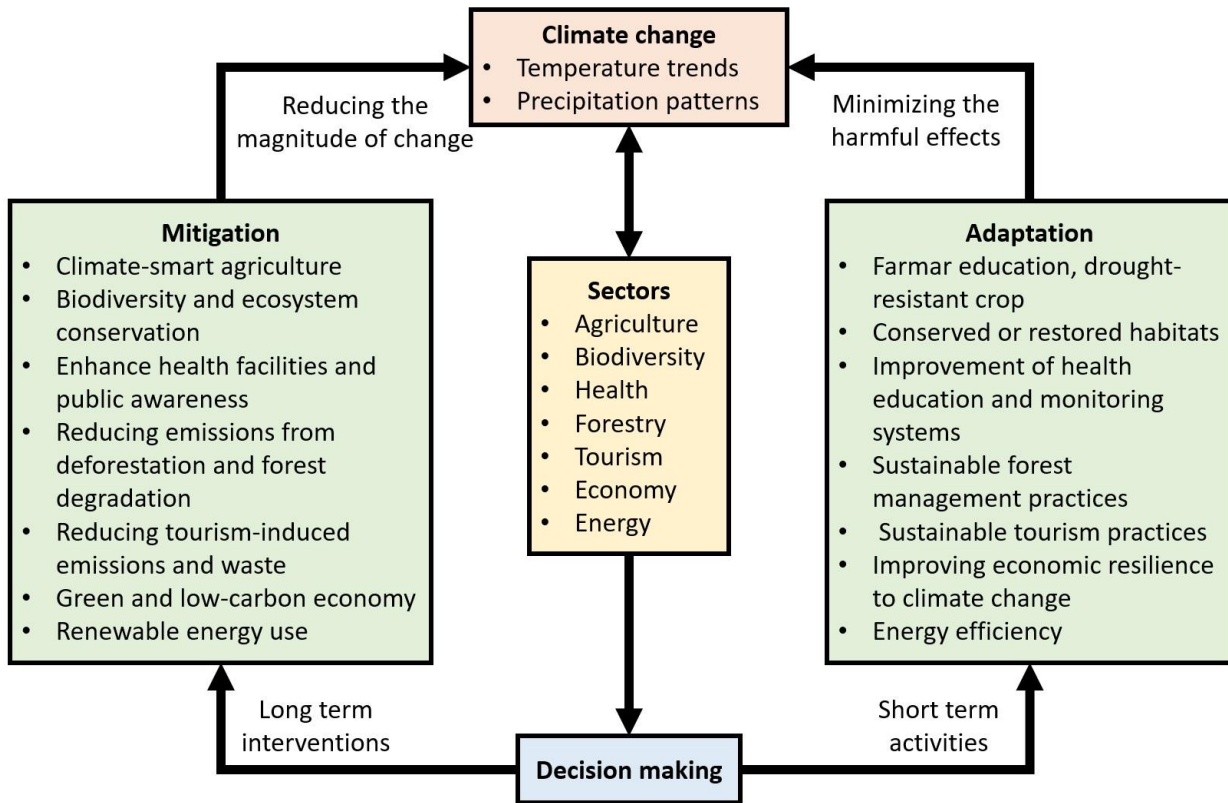 Climate change
• Temperature trends
• Precipitation patterns
Reducing the
magnitude of change
Minimizing the
harmful effects
Mitigation
• Climate-smart agriculture
• Biodiversity and ecosystem
conservation
• Enhance health facilities and
public awareness
• Reducing emissions from
deforestation and forest
degradation
• Reducing tourism-induced
emissions and waste
• Green and low-carbon economy
• Renewable energy use
Sectors
• Agriculture
• Biodiversity
• Health
• Forestry
• Tourism
• Economy
• Energy
Adaptation
• Farmar education, drought-
resistant crop
• Conserved or restored habitats
• Improvement of health
education and monitoring
systems
• Sustainable forest
management practices
• Sustainable tourism practices
• Improving economic resilience
to climate change
• Energy efficiency
Long term
interventions
Short term
activities
Decision making